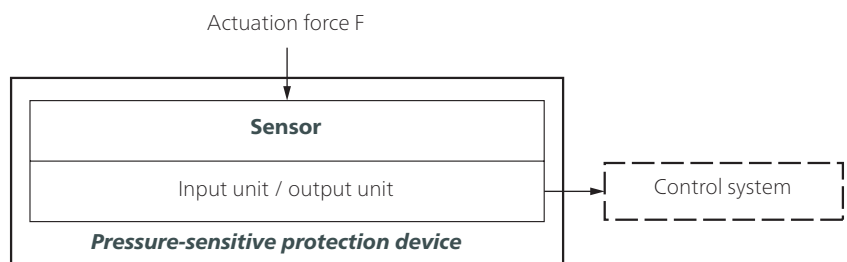 Actuation force F
Sensor
Input unit / output unit
Control system
Pressure-sensitive protection device